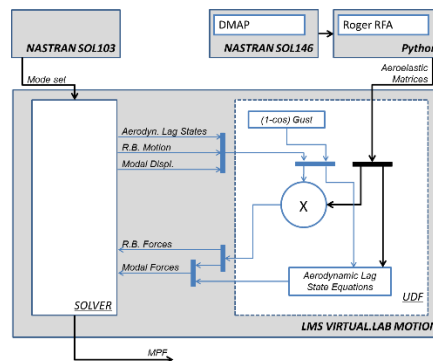 NASTRAN SOL103
DMAP
NASTRAN SOL146
Roger RFA
Python
Mode set
Aeroelastic
Matrices
Aerodyn. Lag States
R.B. Motion
Modal Displ.
(1-cos) Gust
X
R.B. Forces
Modal Forces
Aerodynamic Lag
State Equations
SOLVER
UDF
LMS VIRTUAL.LAB MOTION
MPF